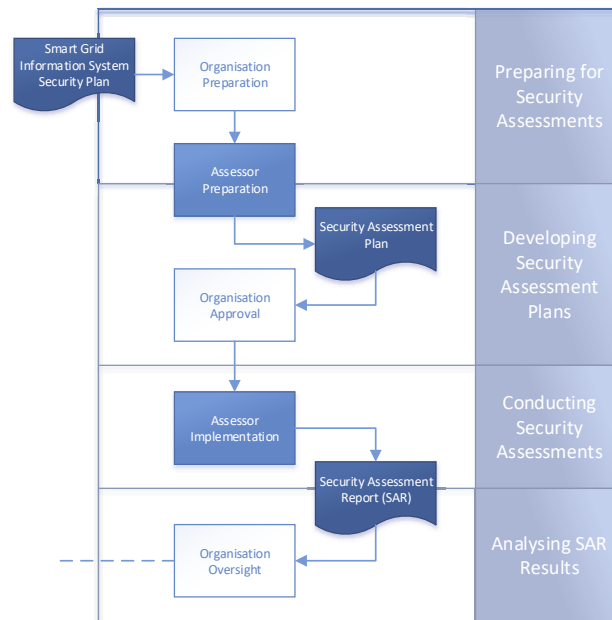 Smart Grid
Information System
Security Plan
Organisation
Preparation
Preparing for
Security
Assessments
Assessor
Preparation
Security Assessment
Plan
Developing
Security
Assessment
Plans
Organisation
Approval
Assessor
Implementation
Conducting
Security
Assessments
Security Assessment
Report (SAR)
Organisation
Oversight
Analysing SAR
Results